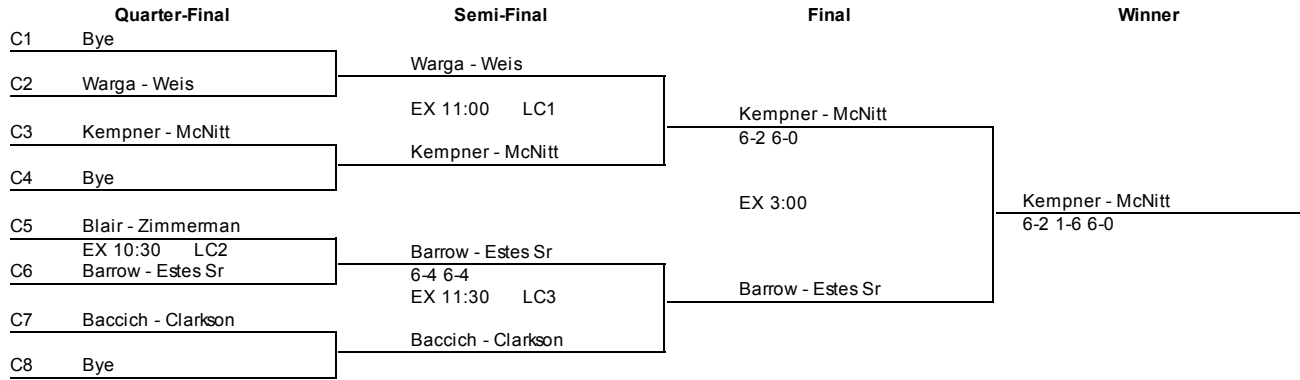 Quarter-Final Semi-Final Final Winner
C1 Bye
Warga - Weis
C2 Warga - Weis
EX 11:00 LC1
Kempner - McNitt
C3 Kempner - McNitt
6-2 6-0
Kempner - McNitt
C4 Bye
EX 3:00
Kempner - McNitt
C5 Blair - Zimmerman
6-2 1-6 6-0
EX 10:30 LC2
Barrow - Estes Sr
C6 Barrow - Estes Sr
6-4 6-4
Barrow - Estes Sr
EX 11:30 LC3
C7 Baccich - Clarkson
Baccich - Clarkson
C8 Bye